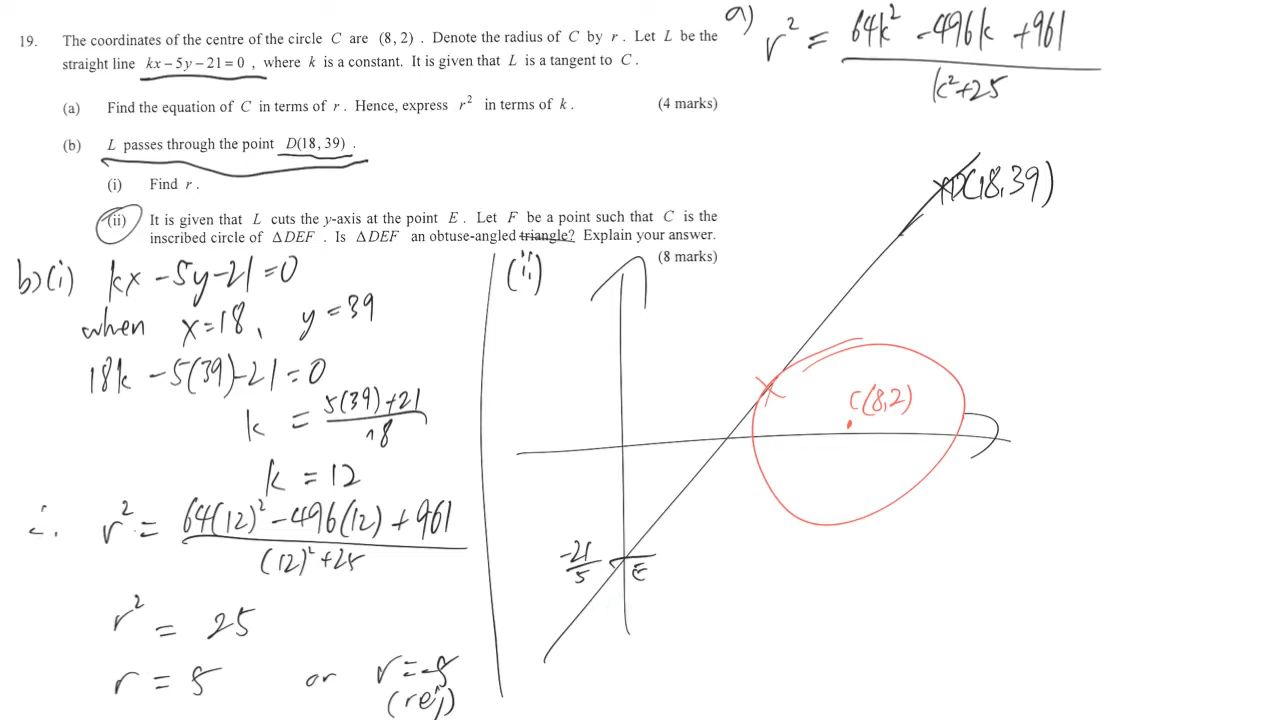 19. The coordinates of the centre of the circle C are (8, 2) . Denote the radius of C by r . Let L be the
straight line kx − 5y − 21 = 0 , where k is a constant. It is given that L is a tangent to C .
(a) Find the equation of C in terms of r . Hence, express r² in terms of k . (4 marks)
(b) L passes through the point D(18, 39) .
(i) Find r .
(ii) It is given that L cuts the y-axis at the point E . Let F be a point such that C is the
inscribed circle of ΔDEF . Is ΔDEF an obtuse-angled triangle? Explain your answer.
(8 marks)
a) r² = (64k² - 496k + 961)/(k² + 25)
b)(i) kx - 5y - 21 = 0
when x = 18, y = 39
18k - 5(39) - 21 = 0
k = (5(39) + 21)/18
k = 12
∴ r² = (64(12)² - 496(12) + 961)/((12)² + 25)
r² = 25
r = 5 or r = -5
(rej)
(ii)
D(18, 39)
C(8, 2)
-21/5 E